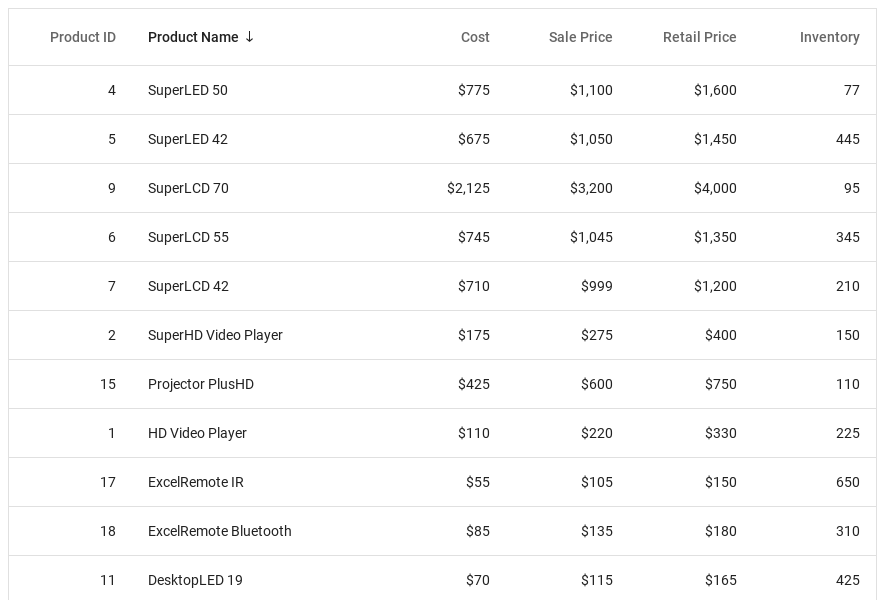 Product ID Product Name ↓ Cost Sale Price Retail Price Inventory
4 SuperLED 50 $775 $1,100 $1,600 77
5 SuperLED 42 $675 $1,050 $1,450 445
9 SuperLCD 70 $2,125 $3,200 $4,000 95
6 SuperLCD 55 $745 $1,045 $1,350 345
7 SuperLCD 42 $710 $999 $1,200 210
2 SuperHD Video Player $175 $275 $400 150
15 Projector PlusHD $425 $600 $750 110
1 HD Video Player $110 $220 $330 225
17 ExcelRemote IR $55 $105 $150 650
18 ExcelRemote Bluetooth $85 $135 $180 310
11 DesktopLED 19 $70 $115 $165 425